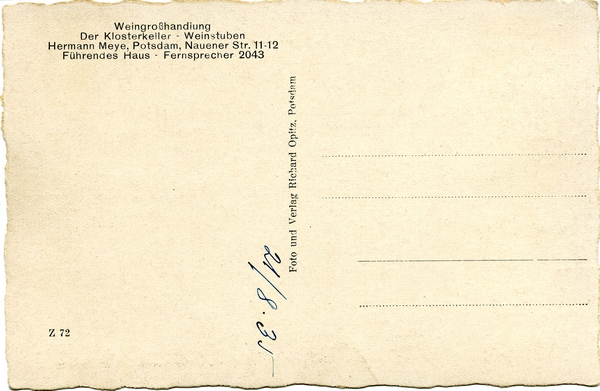 Weingroßhandlung
Der Klosterkeller - Weinstuben
Hermann Meye, Potsdam, Nauener Str. 11-12
Führendes Haus - Fernsprecher 2043
Foto und Verlag Richard Opitz, Potsdam
21/8.35
Z 72